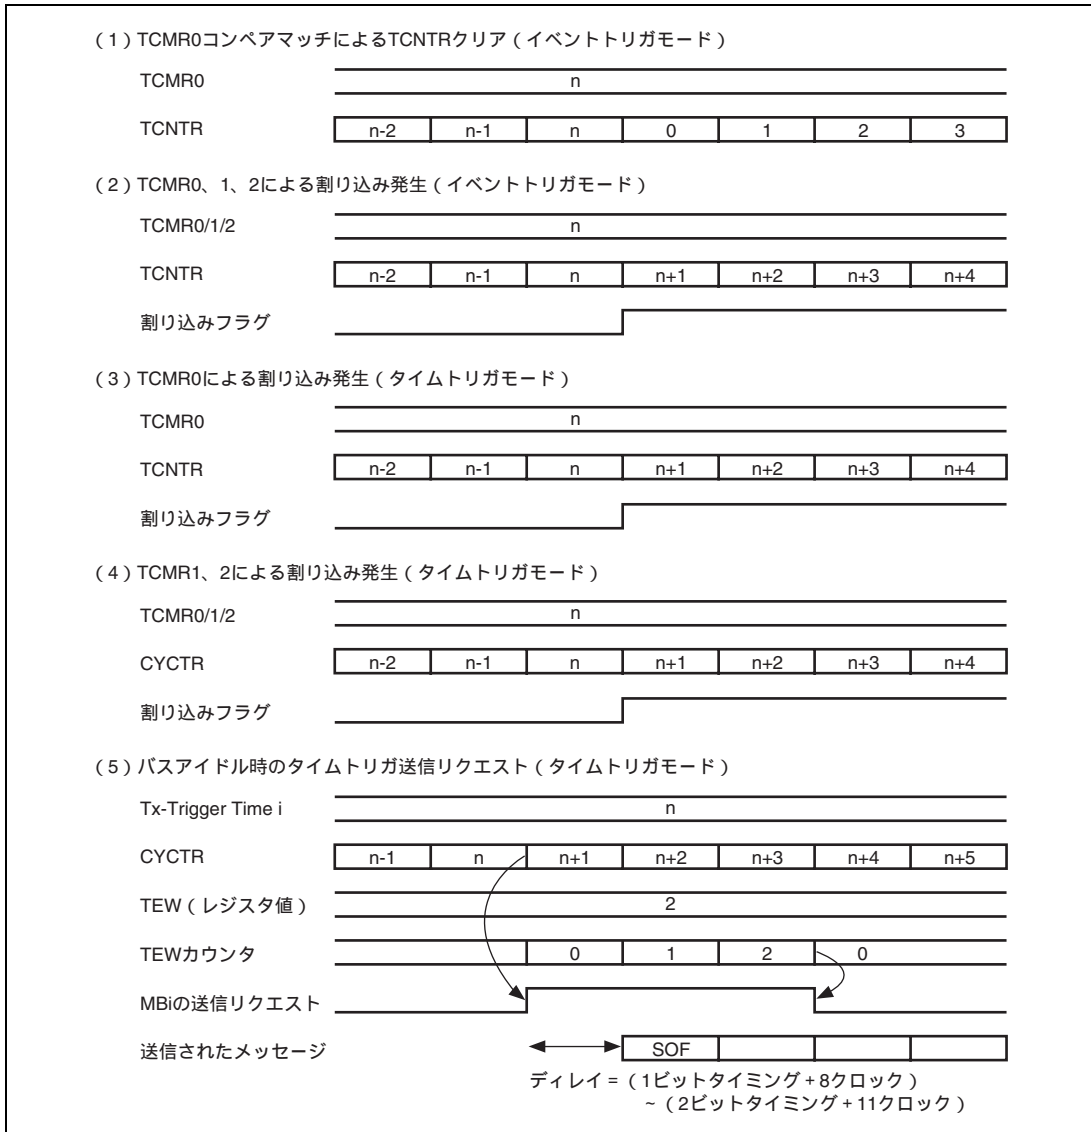 （1）TCMR0コンペアマッチによるTCNTRクリア（イベントトリガモード）
TCMR0 n
TCNTR n-2 n-1 n 0 1 2 3
（2）TCMR0、1、2による割り込み発生（イベントトリガモード）
TCMR0/1/2 n
TCNTR n-2 n-1 n n+1 n+2 n+3 n+4
割り込みフラグ
（3）TCMR0による割り込み発生（タイムトリガモード）
TCMR0 n
TCNTR n-2 n-1 n n+1 n+2 n+3 n+4
割り込みフラグ
（4）TCMR1、2による割り込み発生（タイムトリガモード）
TCMR0/1/2 n
CYCTR n-2 n-1 n n+1 n+2 n+3 n+4
割り込みフラグ
（5）バスアイドル時のタイムトリガ送信リクエスト（タイムトリガモード）
Tx-Trigger Time i n
CYCTR n-1 n n+1 n+2 n+3 n+4 n+5
TEW（レジスタ値） 2
TEWカウンタ 0 1 2 0
MBiの送信リクエスト
送信されたメッセージ SOF
ディレイ =（1ビットタイミング+8クロック）
~（2ビットタイミング+11クロック）